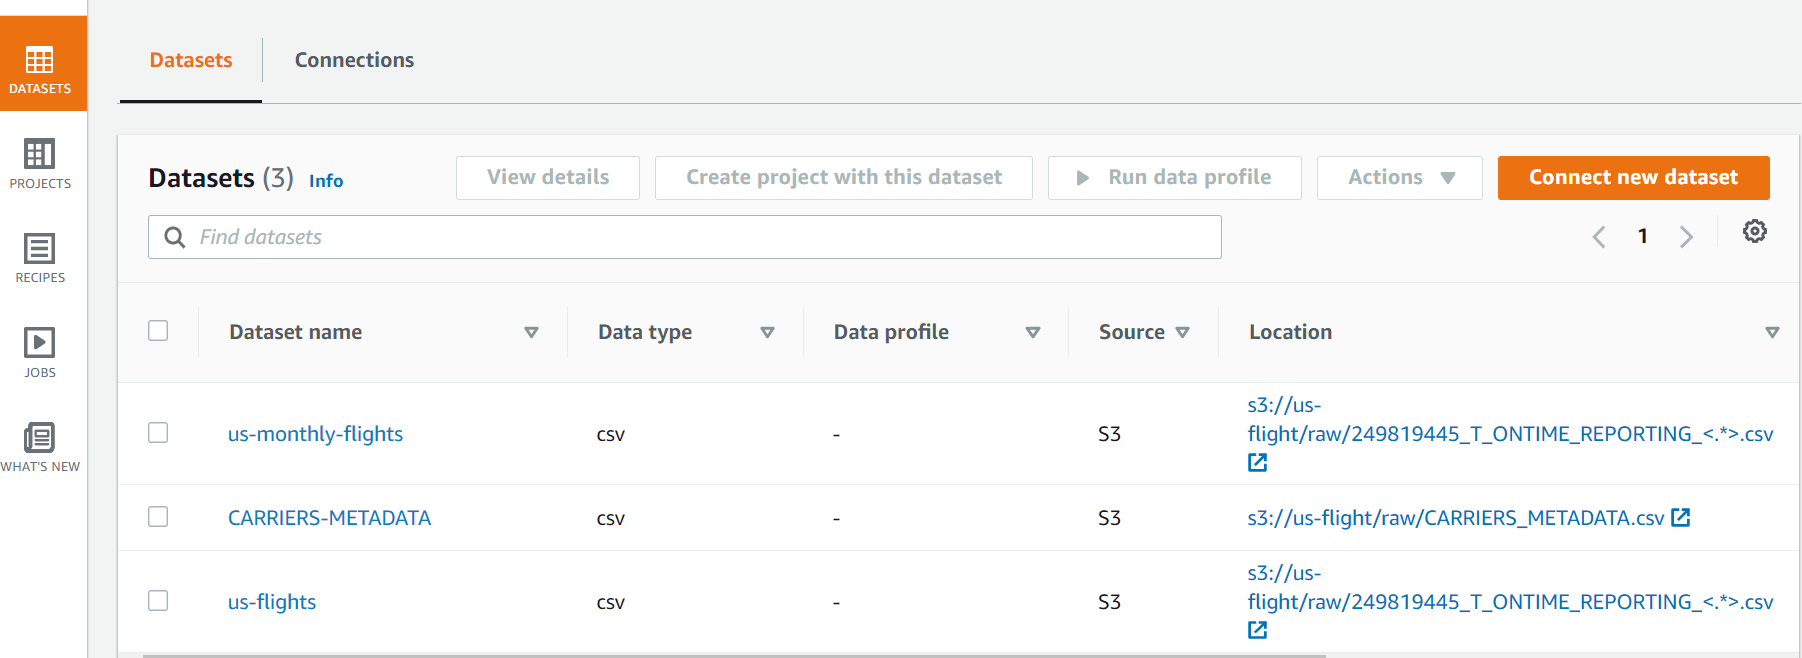 DATASETS
PROJECTS
RECIPES
JOBS
WHAT'S NEW
Datasets
Connections
Datasets (3) Info
View details
Create project with this dataset
Run data profile
Actions
Connect new dataset
Find datasets
1
Dataset name
Data type
Data profile
Source
Location
us-monthly-flights
csv
-
S3
s3://us-
flight/raw/249819445_T_ONTIME_REPORTING_<.*>.csv
CARRIERS-METADATA
csv
-
S3
s3://us-flight/raw/CARRIERS_METADATA.csv
us-flights
csv
-
S3
s3://us-
flight/raw/249819445_T_ONTIME_REPORTING_<.*>.csv